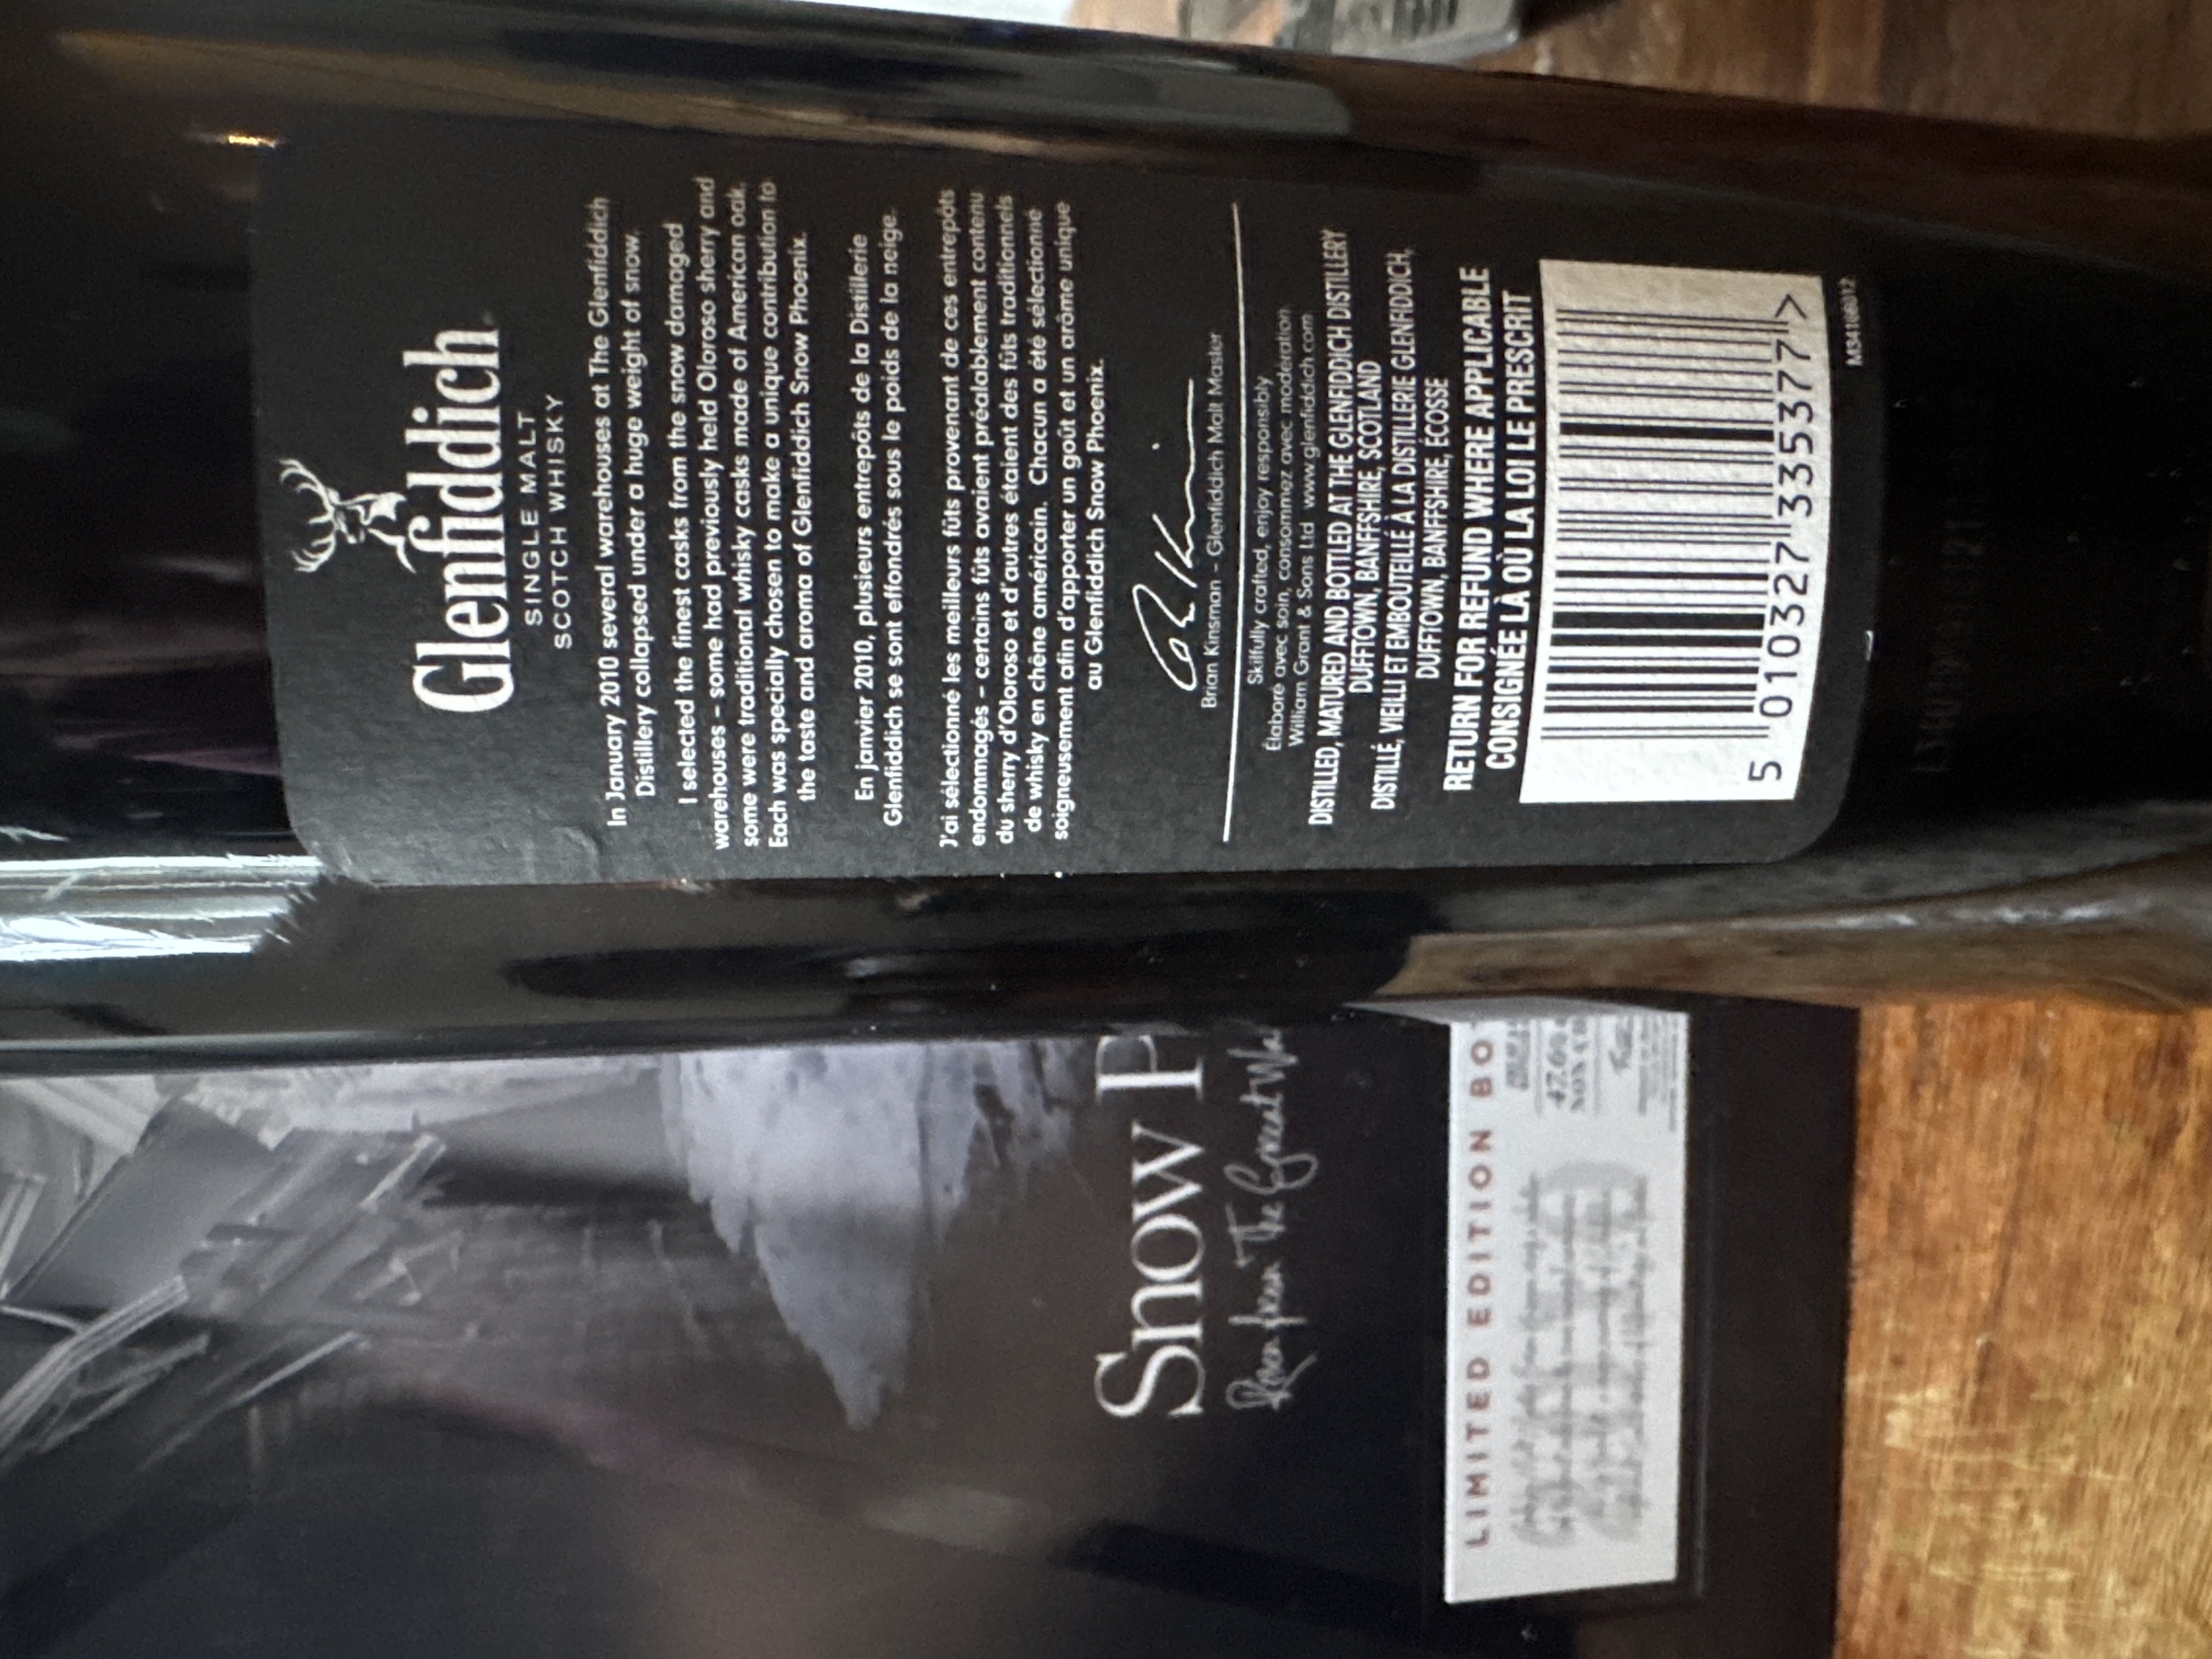 Glenfiddich
SINGLE MALT
SCOTCH WHISKY
In January 2010 several warehouses at The Glenfiddich
Distillery collapsed under a huge weight of snow.
I selected the finest casks from the snow damaged
warehouses – some had previously held Oloroso sherry and
some were traditional whisky casks made of American oak.
Each was specially chosen to make a unique contribution to
the taste and aroma of Glenfiddich Snow Phoenix.
En janvier 2010, plusieurs entrepôts de la Distillerie
Glenfiddich se sont effondrés sous le poids de la neige.
J'ai sélectionné les meilleurs fûts provenant de ces entrepôts
endommagés – certains fûts avaient préalablement contenu
du sherry d'Oloroso et d'autres étaient des fûts traditionnels
de whisky en chêne américain. Chacun a été sélectionné
soigneusement afin d'apporter un goût et un arôme unique
au Glenfiddich Snow Phoenix.
Brian Kinsman – Glenfiddich Malt Master
Skilfully crafted, enjoy responsibly
Élaboré avec soin, consommez avec modération
William Grant & Sons Ltd www.glenfiddich.com
DISTILLED, MATURED AND BOTTLED AT THE GLENFIDDICH DISTILLERY
DUFFTOWN, BANFFSHIRE, SCOTLAND
DISTILLÉ, VIEILLI ET EMBOUTEILLÉ À LA DISTILLERIE GLENFIDDICH,
DUFFTOWN, BANFFSHIRE, ÉCOSSE
RETURN FOR REFUND WHERE APPLICABLE
CONSIGNÉE LÀ OÙ LA LOI LE PRESCRIT
5 010327 335377 >
M34106012
Snow P
from The Great
LIMITED EDITION BO